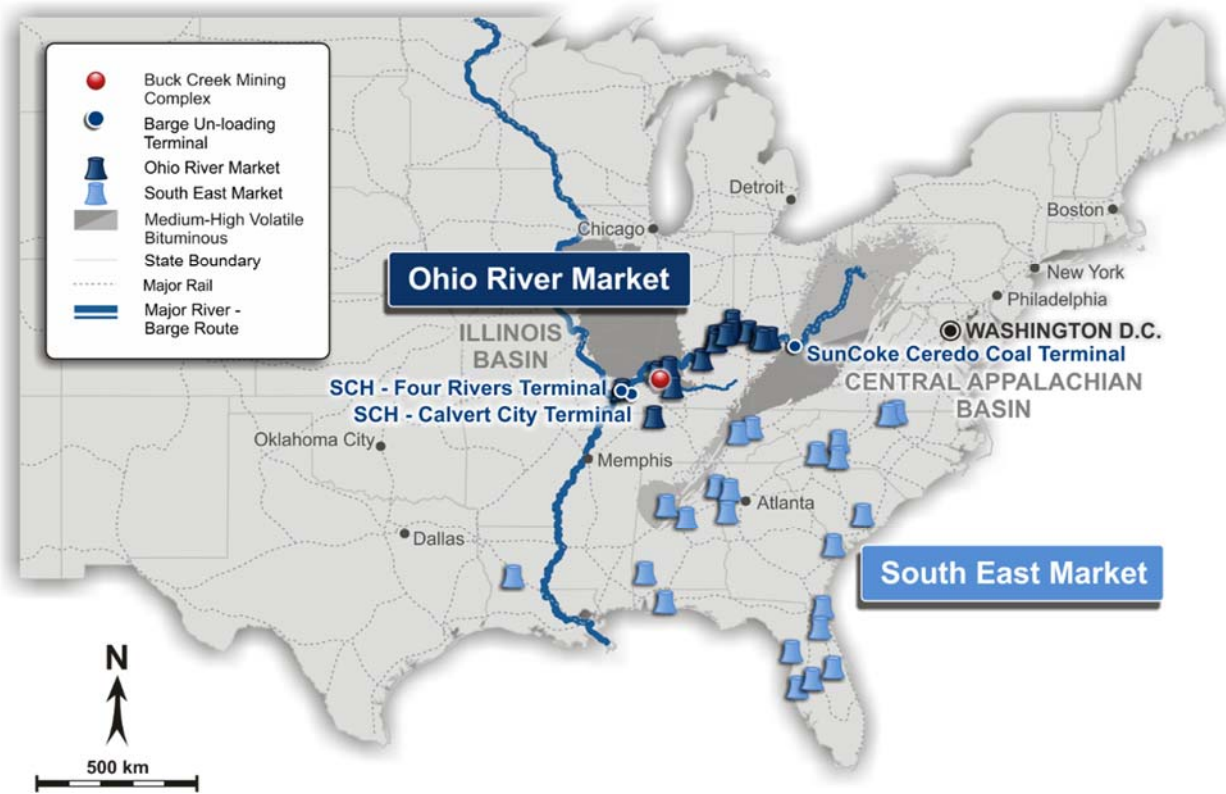 Buck Creek Mining
Complex
Barge Un-loading
Terminal
Ohio River Market
South East Market
Medium-High Volatile
Bituminous
State Boundary
Major Rail
Major River -
Barge Route
Detroit
Boston
Chicago
New York
Philadelphia
Ohio River Market
WASHINGTON D.C.
ILLINOIS
BASIN
SunCoke Ceredo Coal Terminal
SCH - Four Rivers Terminal
CENTRAL APPALACHIAN
BASIN
SCH - Calvert City Terminal
Oklahoma City
Memphis
Atlanta
Dallas
South East Market
N
500 km